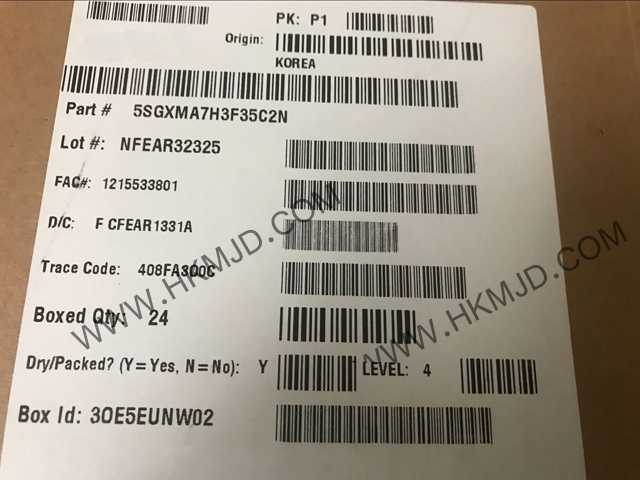 PK: P1
Origin:
KOREA
Part # 5SGXMA7H3F35C2N
Lot #: NFEAR32325
FAC#: 1215533801
D/C: F CFEAR1331A
Trace Code: 408FA300C
Boxed Qty: 24
Dry/Packed? (Y=Yes, N=No): Y LEVEL: 4
Box Id: 3OE5EUNW02
WWW.HKMJD.COM
WWW.HKMJD.COM